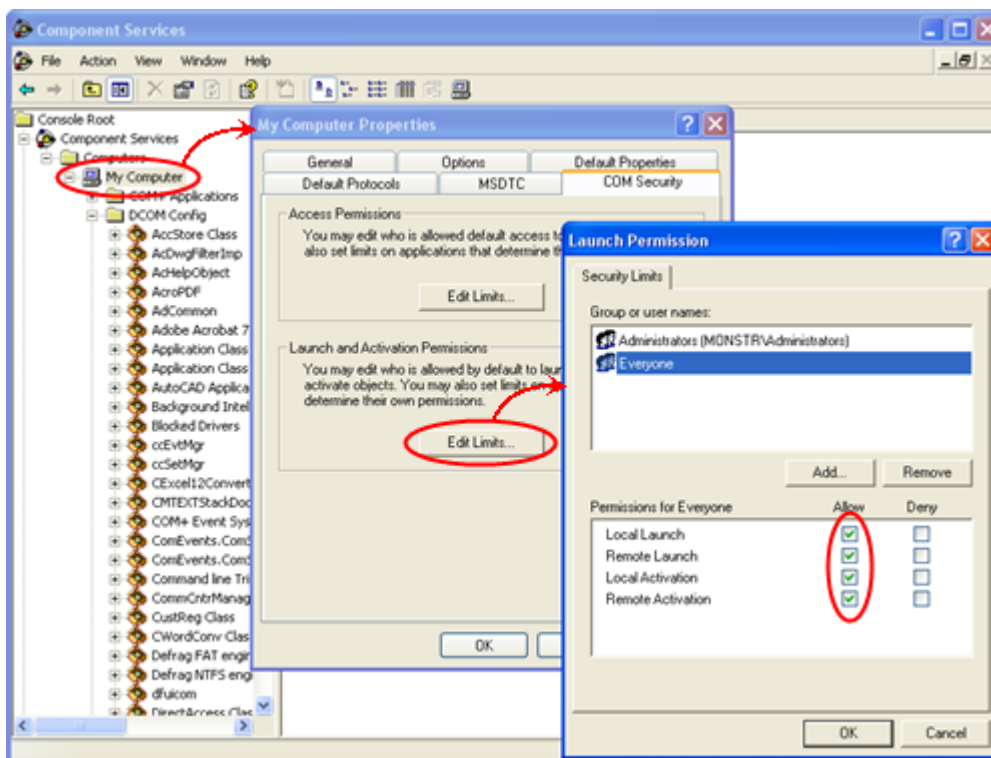 Component Services
File Action View Window Help
Console Root
Component Services
Computers
My Computer
COM+ Applications
DCOM Config
AccStore Class
AcDwgFilterImp
AcHelpObject
AcroPDF
AdCommon
Adobe Acrobat 7
Application Class
Application Class
AutoCAD Applica
Background Intel
Blocked Drivers
ccEvtMgr
ccSetMgr
CExcel12Convert
CMTEXTStackDoc
COM+ Event Sys
ComEvents.ComS
ComEvents.ComS
Command line Tri
CommCntrManag
CustReg Class
CWordConv Clas
Defrag FAT engin
Defrag NTFS eng
dfuicom
DirectAccess Clas
My Computer Properties
General Options Default Properties
Default Protocols MSDTC COM Security
Access Permissions
You may edit who is allowed default access to
also set limits on applications that determine th
Edit Limits...
Launch and Activation Permissions
You may edit who is allowed by default to laun
activate objects. You may also set limits on
determine their own permissions.
Edit Limits...
OK
Launch Permission
Security Limits
Group or user names:
Administrators (MONSTR\Administrators)
Everyone
Add... Remove
Permissions for Everyone Allow Deny
Local Launch
Remote Launch
Local Activation
Remote Activation
OK Cancel